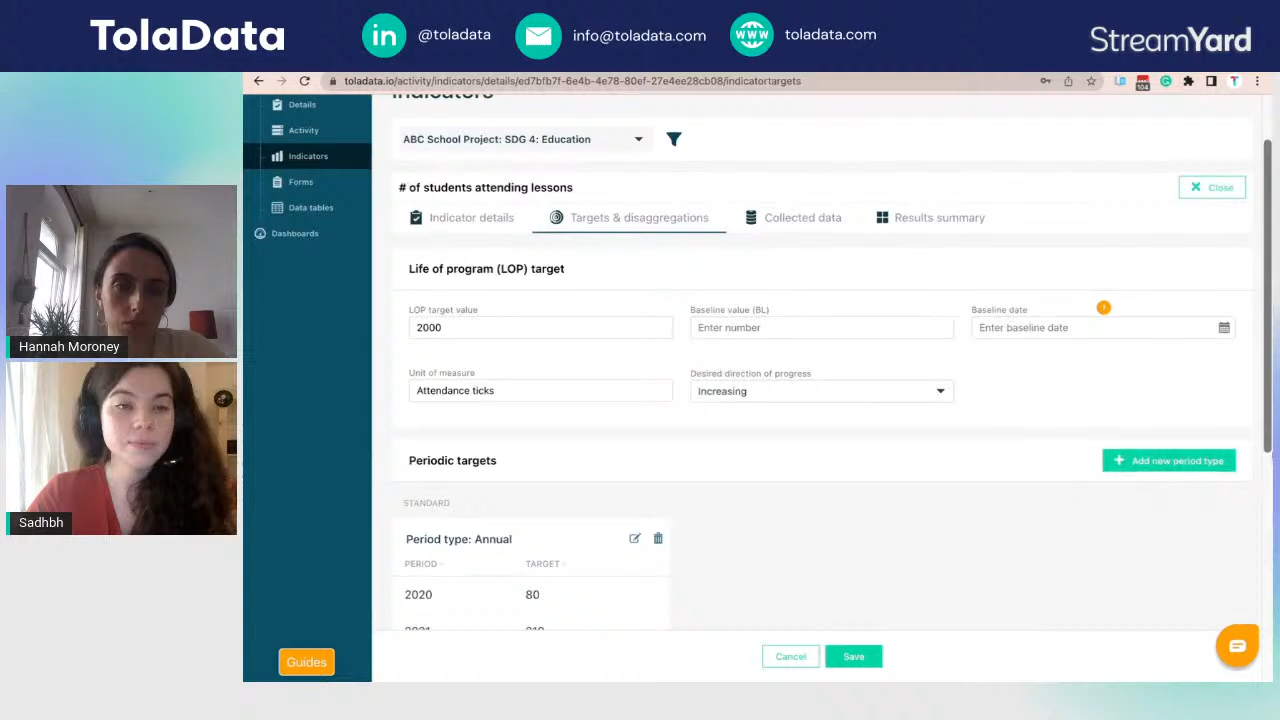 TolaData
@toladata
info@toladata.com
www
toladata.com
StreamYard
toladata.io/activity/indicators/details/ed7bfb7f-6e4b-4e78-80ef-27e4ee28cb08/indicatortargets
104
T
Details
Activity
Indicators
Forms
Data tables
Dashboards
Guides
Indicators
ABC School Project: SDG 4: Education
# of students attending lessons
Close
Indicator details
Targets & disaggregations
Collected data
Results summary
Life of program (LOP) target
LOP target value
Baseline value (BL)
Baseline date
2000
Enter number
Enter baseline date
Unit of measure
Desired direction of progress
Attendance ticks
Increasing
Periodic targets
Add new period type
STANDARD
Period type: Annual
PERIOD
TARGET
2020
80
Cancel
Save
Hannah Moroney
Sadhbh